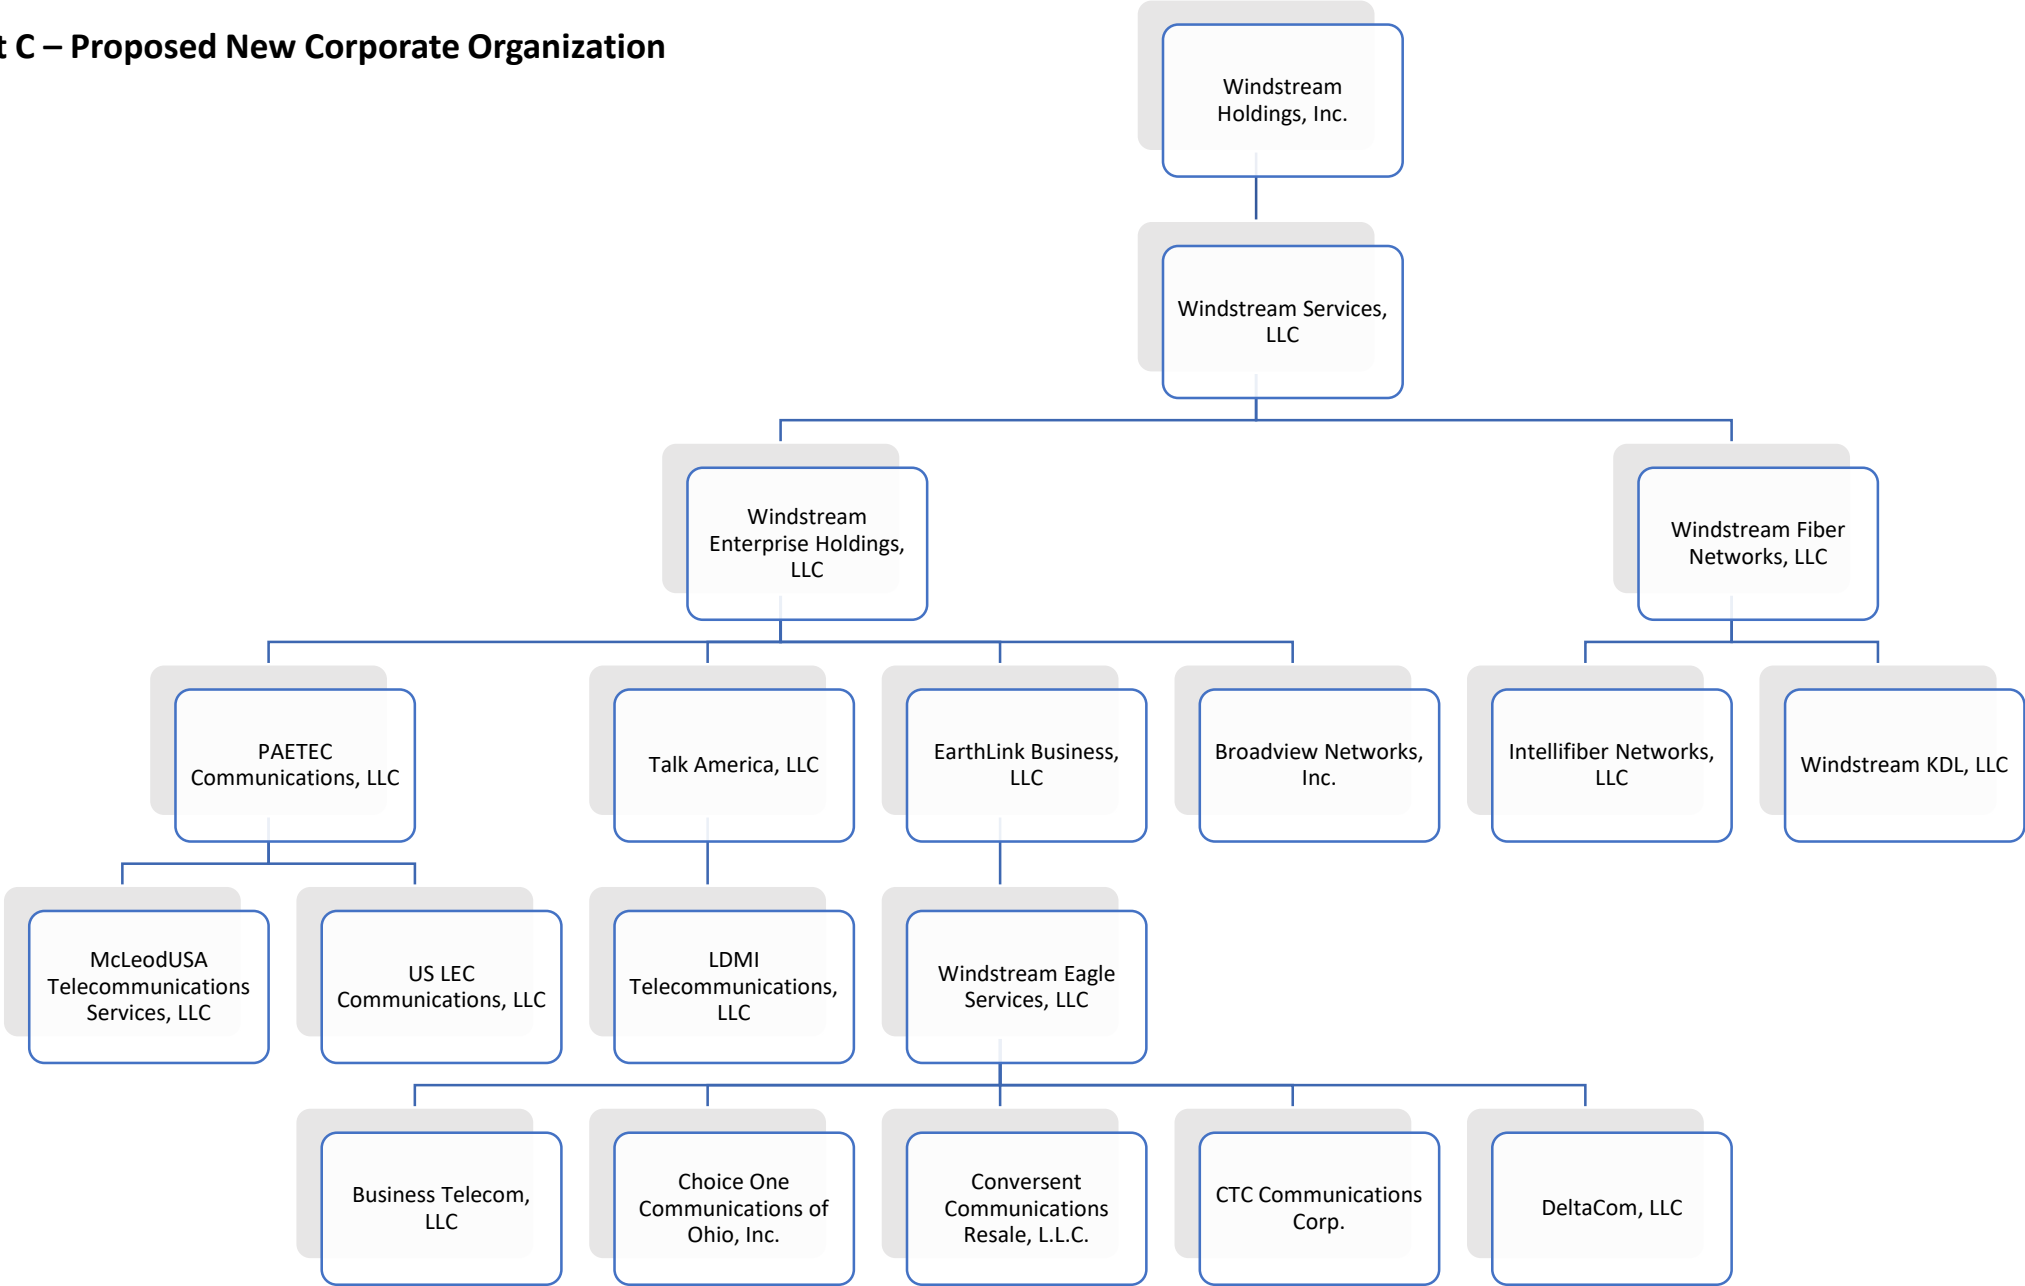 t C – Proposed New Corporate Organization
Windstream
Holdings, Inc.
Windstream Services,
LLC
Windstream
Enterprise Holdings,
LLC
Windstream Fiber
Networks, LLC
PAETEC
Communications, LLC
Talk America, LLC
EarthLink Business,
LLC
Broadview Networks,
Inc.
Intellifiber Networks,
LLC
Windstream KDL, LLC
McLeodUSA
Telecommunications
Services, LLC
US LEC
Communications, LLC
LDMI
Telecommunications,
LLC
Windstream Eagle
Services, LLC
Business Telecom,
LLC
Choice One
Communications of
Ohio, Inc.
Conversent
Communications
Resale, L.L.C.
CTC Communications
Corp.
DeltaCom, LLC